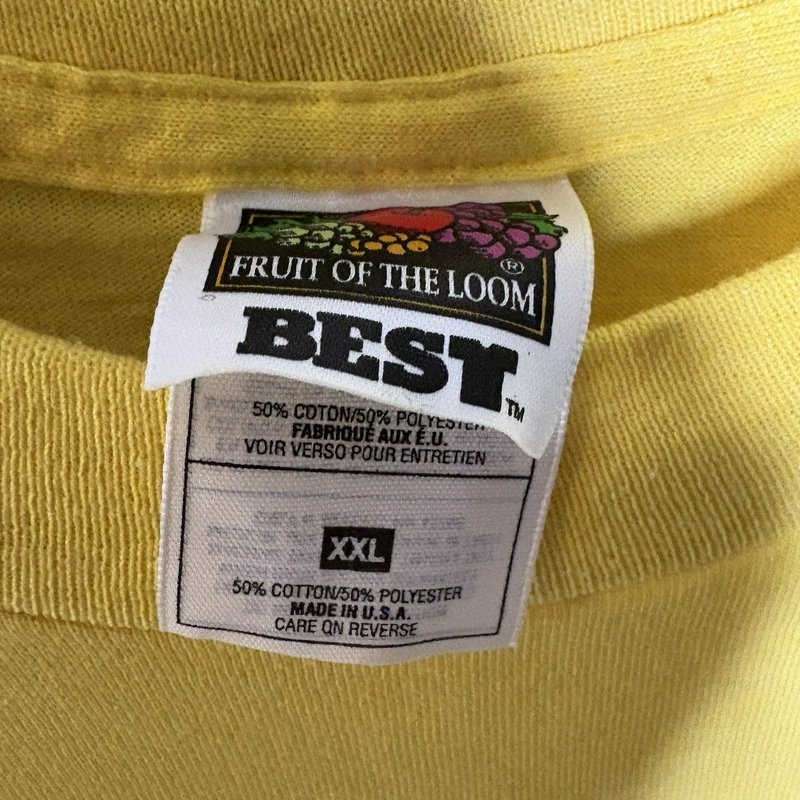 FRUIT OF THE LOOM®
BEST™
50% COTON/50% POLYESTER
FABRIQUÉ AUX É.U.
VOIR VERSO POUR ENTRETIEN
XXL
50% COTTON/50% POLYESTER
MADE IN U.S.A.
CARE ON REVERSE